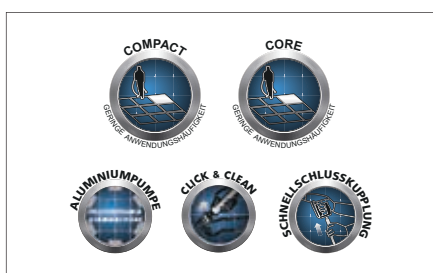 COMPACT
GERINGE ANWENDUNGSHÄUFIGKEIT
CORE
GERINGE ANWENDUNGSHÄUFIGKEIT
ALUMINIUMPUMPE
CLICK & CLEAN
SCHNELLSCHLUSSKUPPLUNG